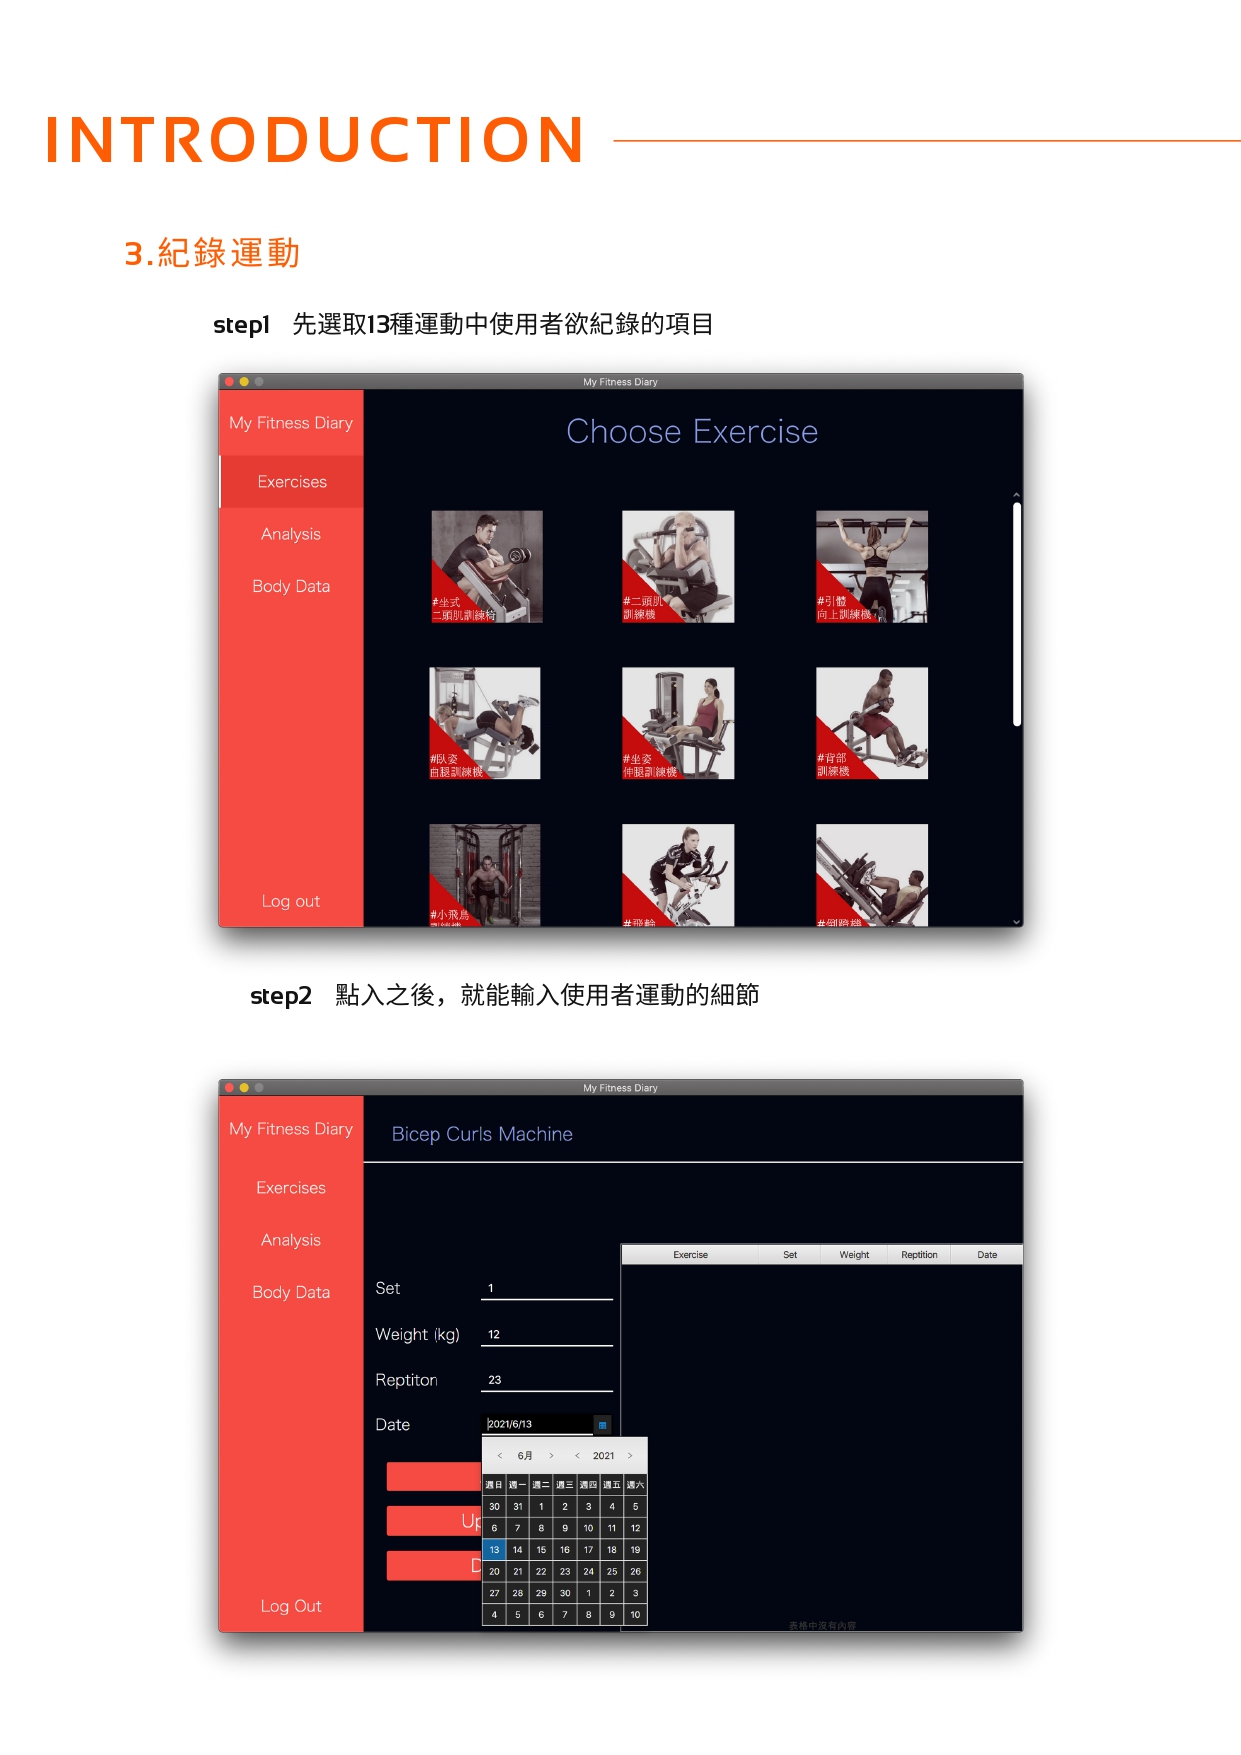 INTRODUCTION
3.紀錄運動
step1 先選取13種運動中使用者欲紀錄的項目
My Fitness Diary
My Fitness Diary
Choose Exercise
Exercises
Analysis
Body Data
#坐式
二頭肌訓練椅
#二頭肌
訓練機
#引體
向上訓練機
#臥姿
曲腿訓練機
#坐姿
伸腿訓練機
#背部
訓練機
#小飛鳥
#飛輪
#倒蹬機
Log out
step2 點入之後，就能輸入使用者運動的細節
My Fitness Diary
My Fitness Diary
Bicep Curls Machine
Exercises
Analysis
Body Data
Exercise Set Weight Reptition Date
Set 1
Weight (kg) 12
Reptiton 23
Date 2021/6/13
< 6月 > < 2021 >
週日 週一 週二 週三 週四 週五 週六
30 31 1 2 3 4 5
6 7 8 9 10 11 12
13 14 15 16 17 18 19
20 21 22 23 24 25 26
27 28 29 30 1 2 3
4 5 6 7 8 9 10
Up
D
Log Out
表格中沒有內容